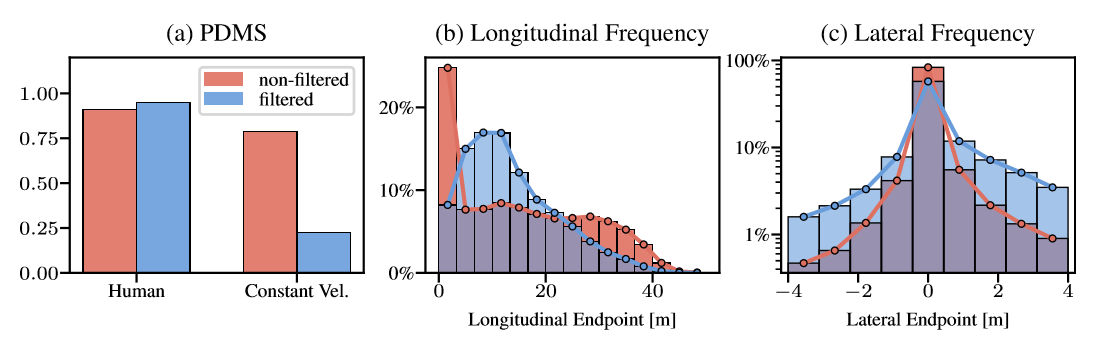 (a) PDMS
1.00
0.75
0.50
0.25
0.00
non-filtered
filtered
Human
Constant Vel.
(b) Longitudinal Frequency
20%
10%
0%
0
20
40
Longitudinal Endpoint [m]
(c) Lateral Frequency
100%
10%
1%
−4
−2
0
2
4
Lateral Endpoint [m]